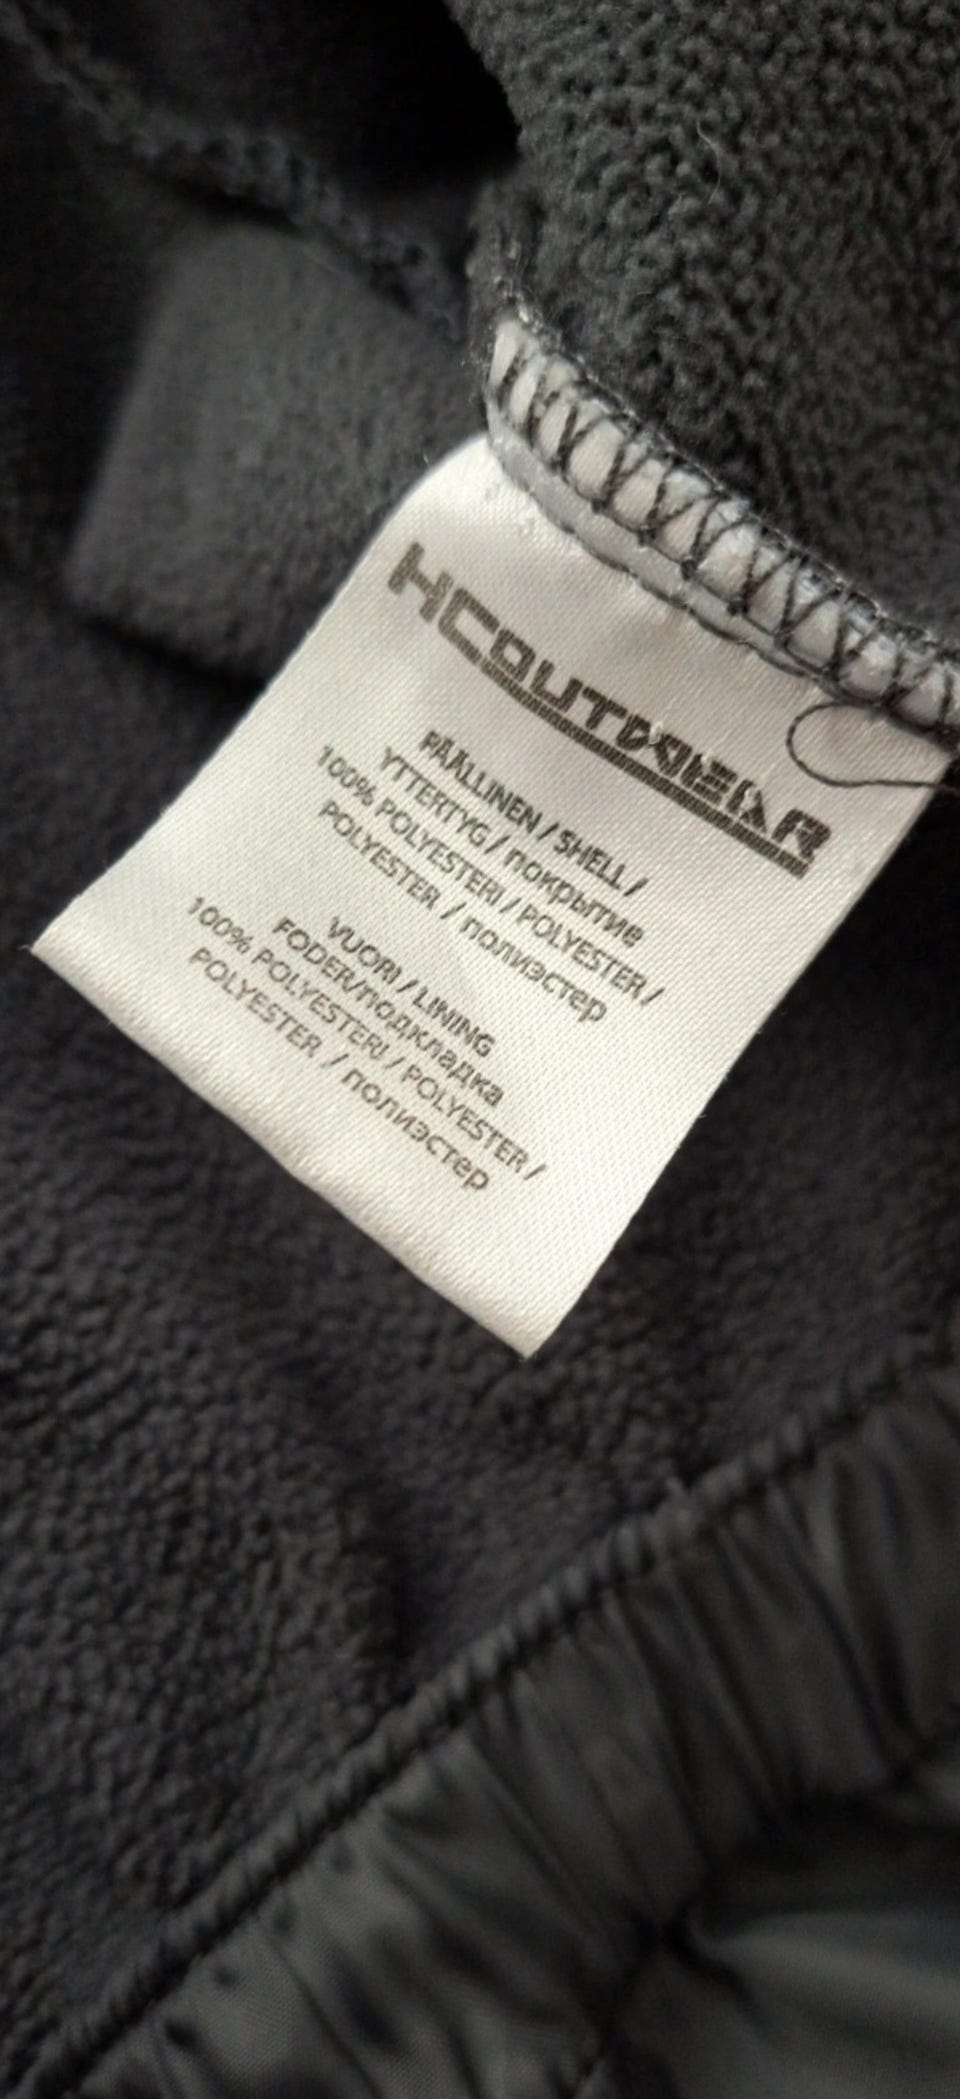 HCOUTWEAR
PÄÄLLINEN / SHELL /
YTTERTYG / покрытие
100% POLYESTERI / POLYESTER /
POLYESTER / полиэстер
VUORI / LINING
FODER/подкладка
100% POLYESTERI / POLYESTER /
POLYESTER / полиэстер